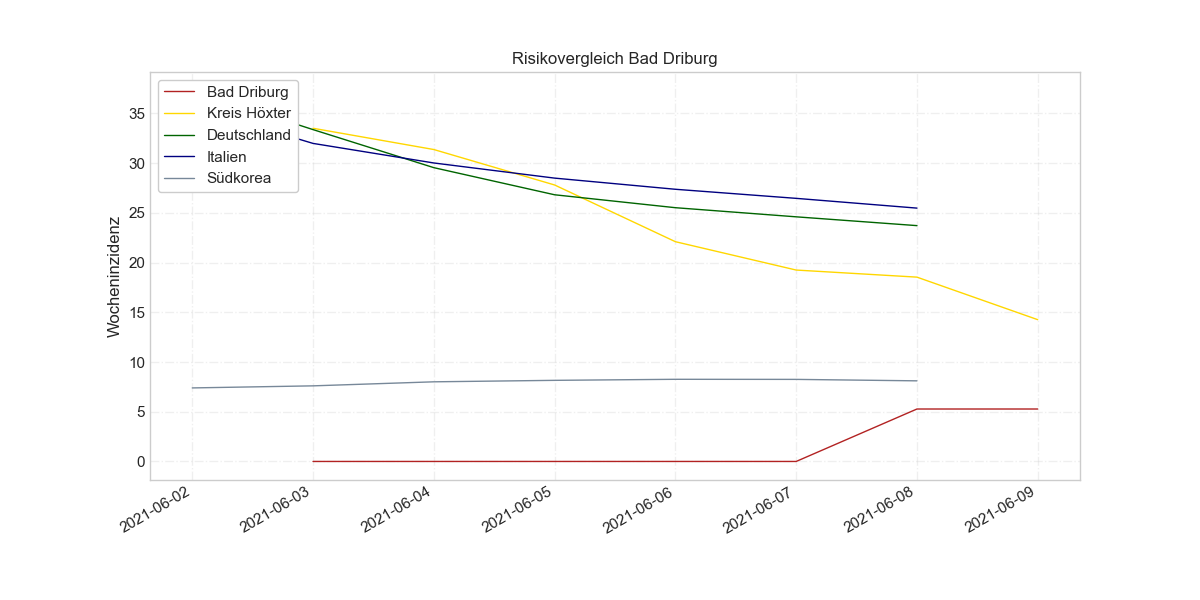 Risikovergleich Bad Driburg
Bad Driburg
Kreis Höxter
Deutschland
Italien
Südkorea
Wocheninzidenz
35
30
25
20
15
10
5
0
2021-06-02
2021-06-03
2021-06-04
2021-06-05
2021-06-06
2021-06-07
2021-06-08
2021-06-09